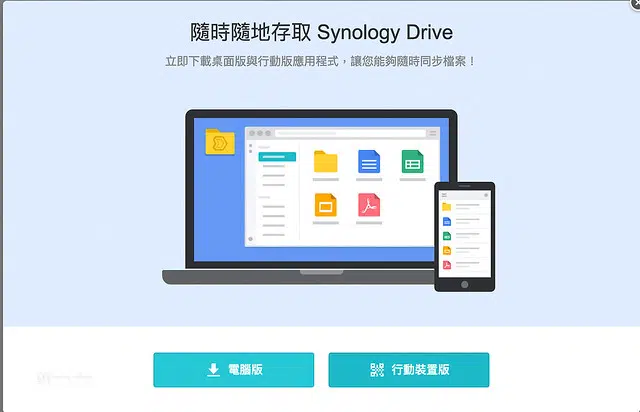 隨時隨地存取 Synology Drive
立即下載桌面版與行動版應用程式，讓您能夠隨時同步檔案！
電腦版
行動裝置版